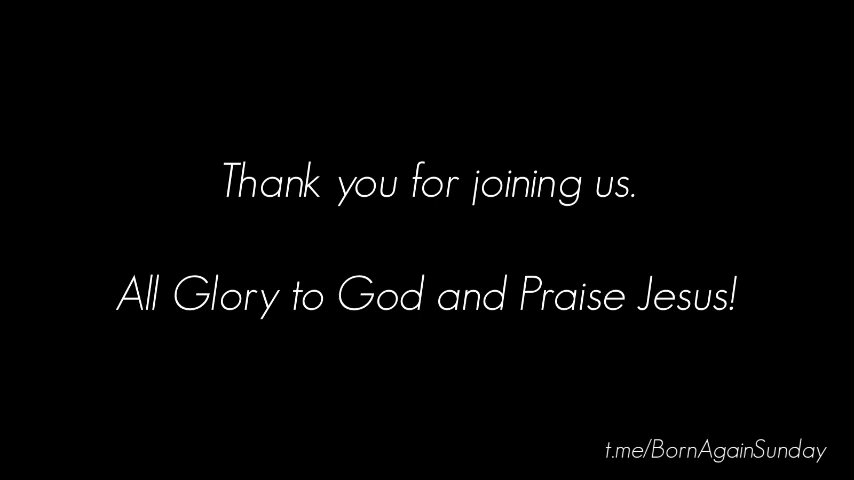 Thank you for joining us.
All Glory to God and Praise Jesus!
t.me/BornAgainSunday